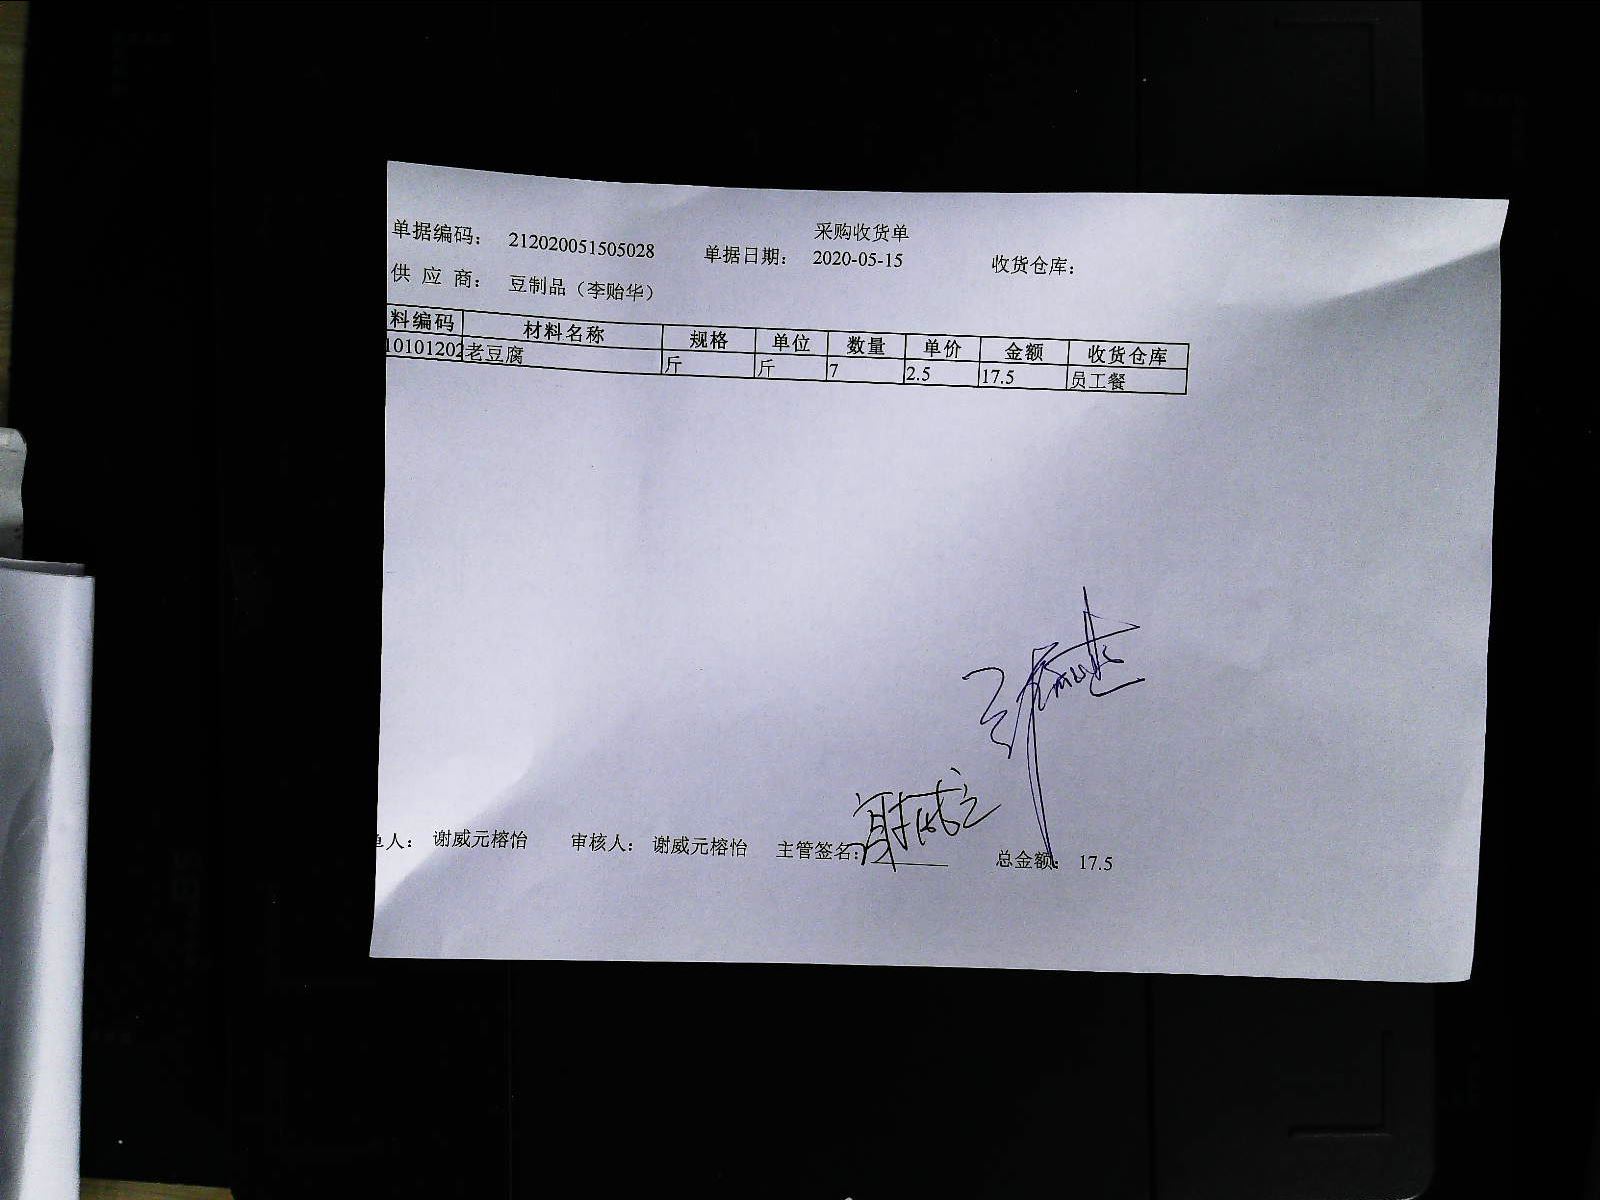 采购收货单
单据编码： 212020051505028 单据日期： 2020-05-15 收货仓库：
供 应 商： 豆制品（李贻华）
料编码 材料名称 规格 单位 数量 单价 金额 收货仓库
10101202 老豆腐 斤 斤 7 2.5 17.5 员工餐
单人： 谢威元榕怡 审核人： 谢威元榕怡 主管签名： 总金额： 17.5